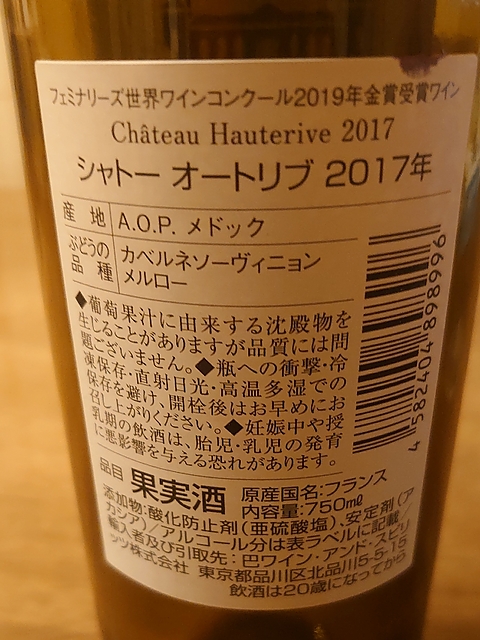 フェミナリーズ世界ワインコンクール2019年金賞受賞ワイン
Château Hauterive 2017
シャトー オートリブ 2017年
産地 A.O.P. メドック
ぶどうの品種 カベルネソーヴィニョン
メルロー
◆葡萄果汁に由来する沈殿物を
生じることがありますが品質には問
題ございません。◆瓶への衝撃・冷
凍保存・直射日光・高温多湿での
保存を避け、開栓後はお早めにお
召し上がりください。◆妊娠中や授
乳期の飲酒は、胎児・乳児の発育
に悪影響を与える恐れがあります。
品目 果実酒 原産国名:フランス
内容量:750ml
添加物:酸化防止剤(亜硫酸塩)、安定剤(ア
カシア)/アルコール分は表ラベルに記載/
輸入者及び引取先:巴ワイン・アンド・スピリ
ッツ株式会社 東京都品川区北品川5-5-15
飲酒は20歳になってから
4 582404 898996